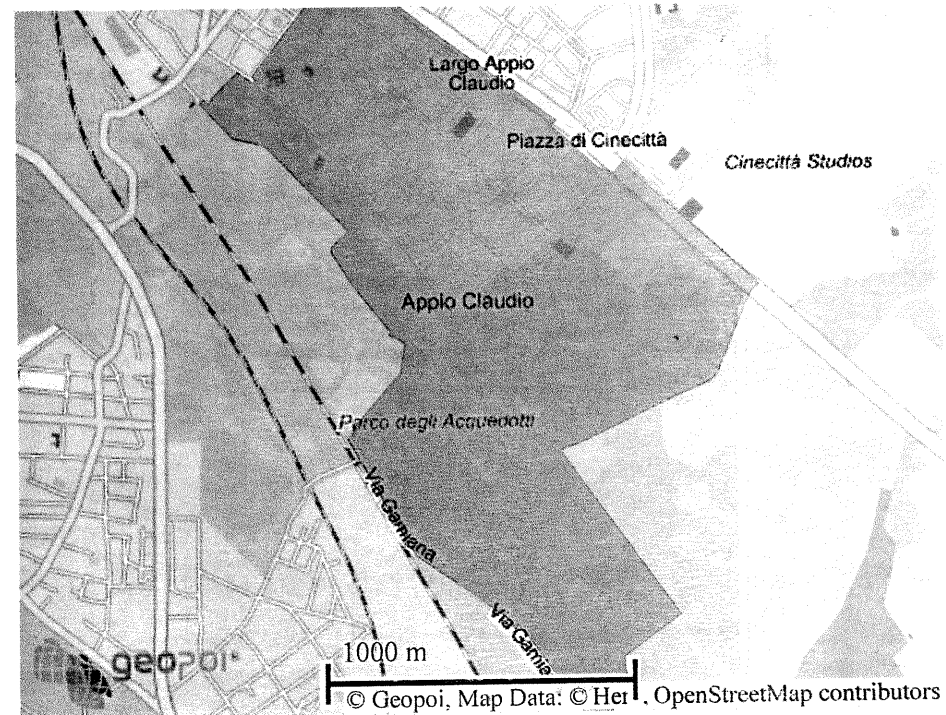 Largo Appio
Claudio
Piazza di Cinecittà
Cinecittà Studios
Appio Claudio
Parco degli Acquedotti
Via Gamiana
Via Gamia
geopoi
1000 m
© Geopoi, Map Data: © Her , OpenStreetMap contributors